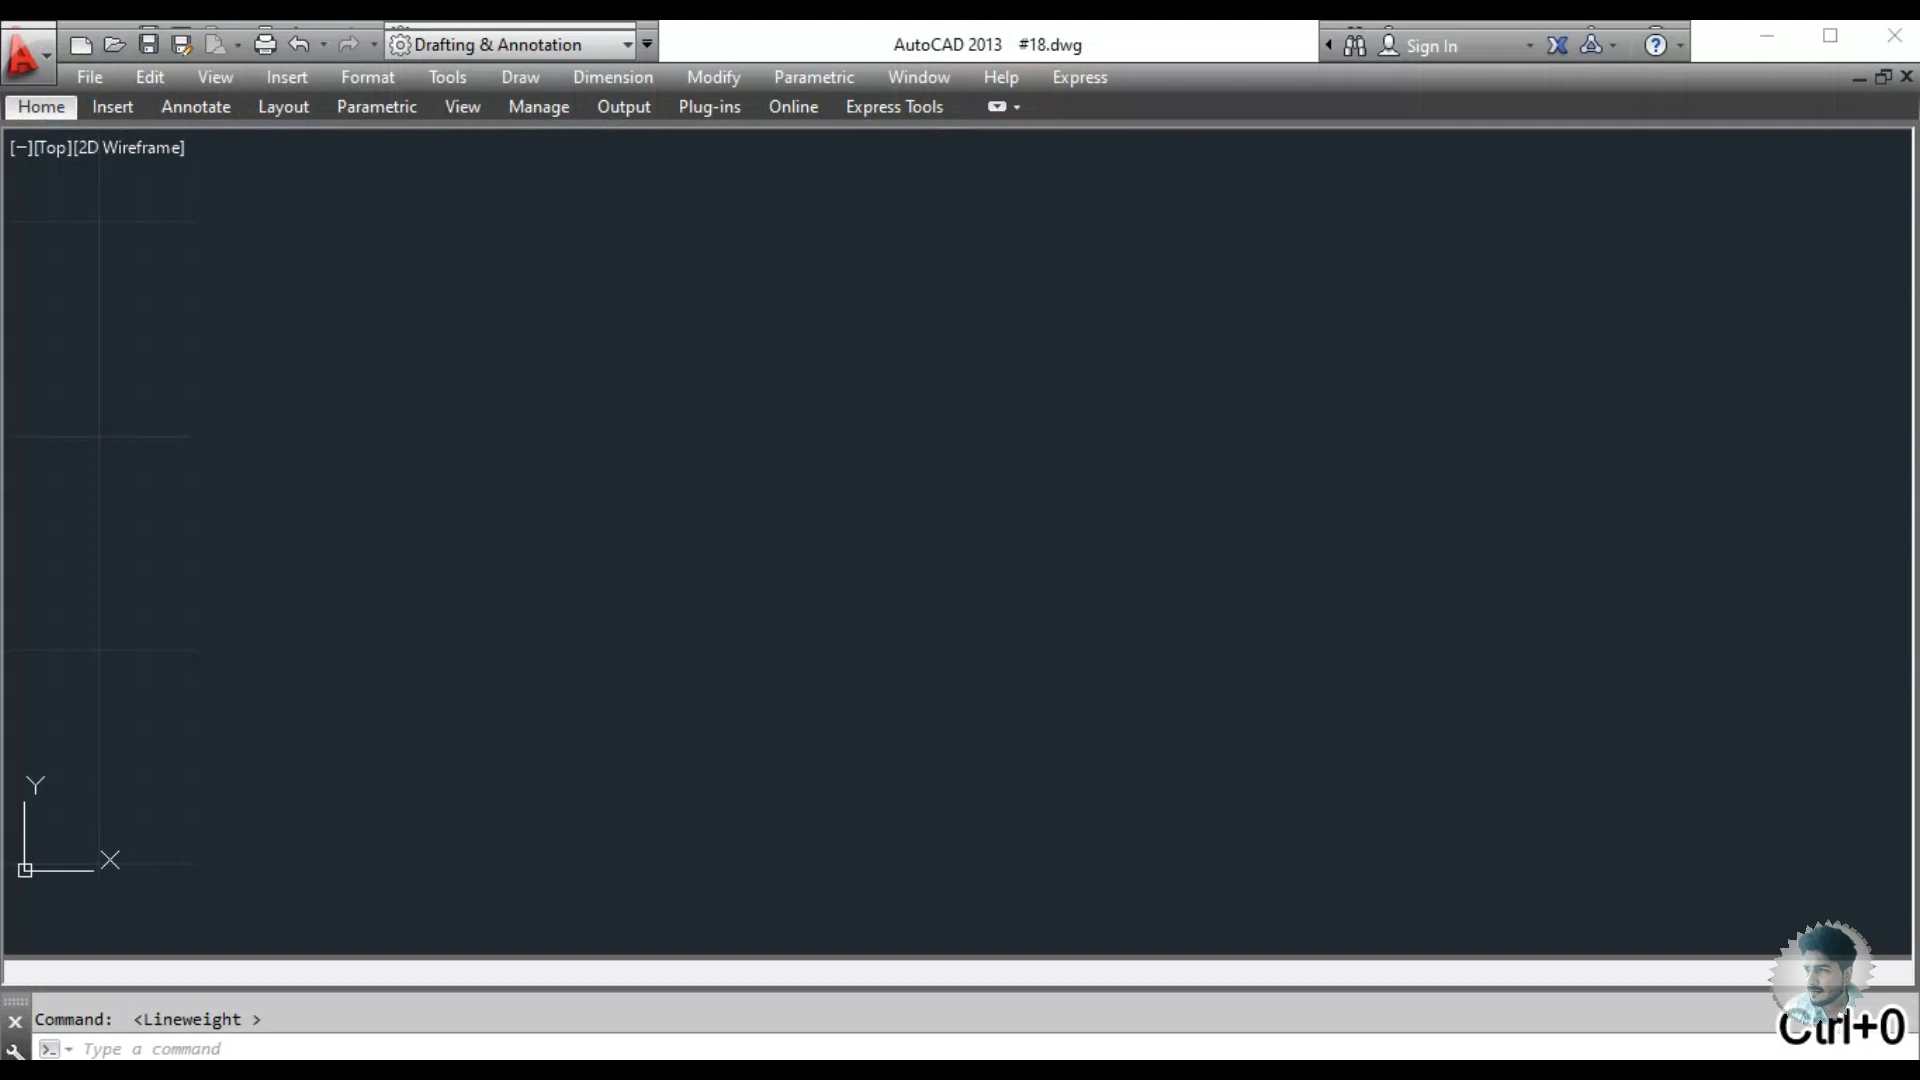 Drafting & Annotation AutoCAD 2013 #18.dwg Sign In
File Edit View Insert Format Tools Draw Dimension Modify Parametric Window Help Express
Home Insert Annotate Layout Parametric View Manage Output Plug-ins Online Express Tools
[−][Top][2D Wireframe]
Y
X
Command: <Lineweight >
Type a command
Ctrl+0